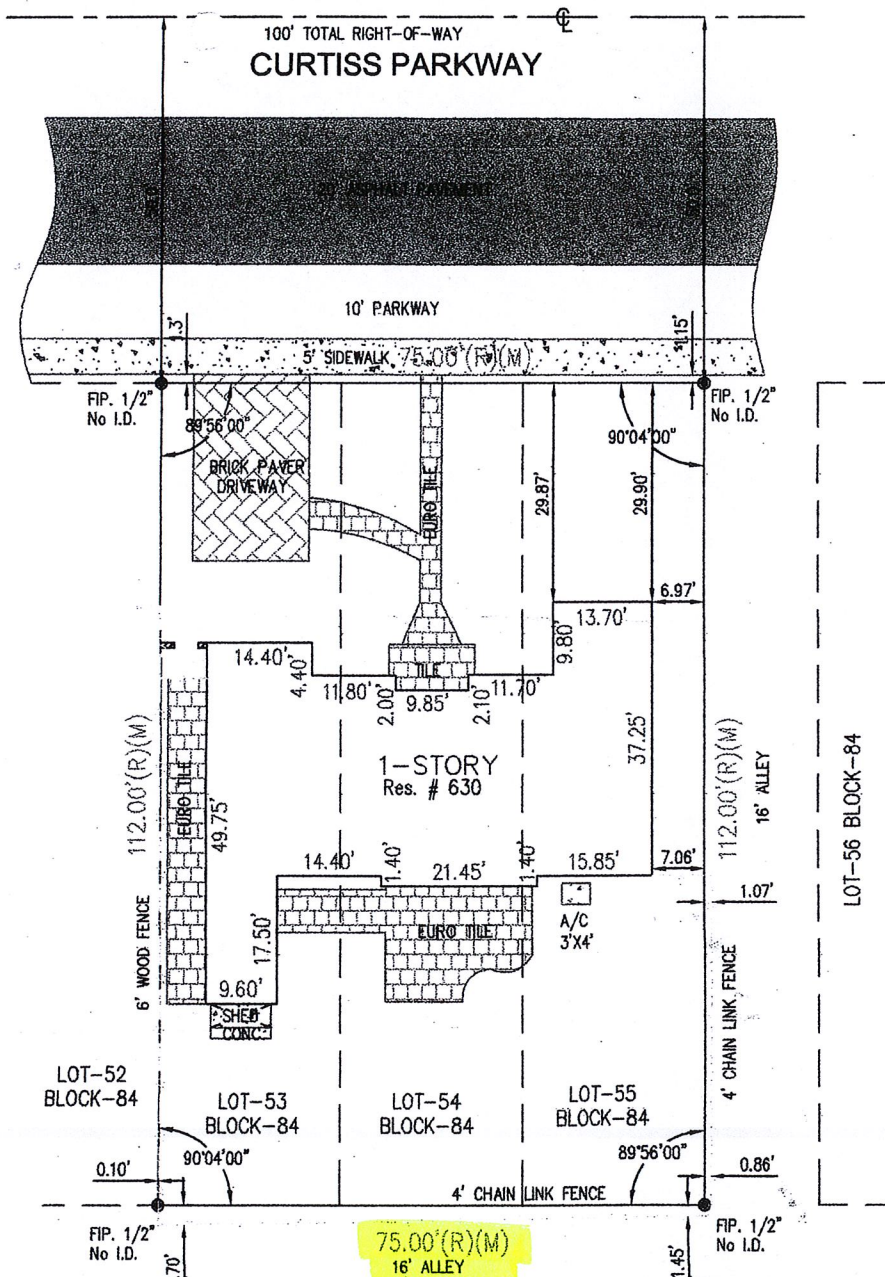 100' TOTAL RIGHT-OF-WAY
CURTISS PARKWAY
20' ASPHALT PAVEMENT
10' PARKWAY
5' SIDEWALK 75.00'(R)(M)
1.15'
FIP. 1/2"
No I.D.
FIP. 1/2"
No I.D.
89°56'00"
90°04'00"
BRICK PAVER
DRIVEWAY
EURO TILE
29.87'
29.90'
6.97'
13.70'
9.80'
14.40'
4.40'
11.80'
2.00'
TILE
9.85'
2.10'
11.70'
37.25'
112.00'(R)(M)
EURO TILE
49.75'
1-STORY
Res. # 630
112.00'(R)(M)
16' ALLEY
LOT-56 BLOCK-84
14.40'
1.40'
21.45'
1.40'
15.85'
7.06'
1.07'
6' WOOD FENCE
17.50'
EURO TILE
A/C
3'X4'
9.60'
SHED
CONC.
4' CHAIN LINK FENCE
LOT-52
BLOCK-84
LOT-53
BLOCK-84
LOT-54
BLOCK-84
LOT-55
BLOCK-84
0.10'
90°04'00"
89°56'00"
0.86'
4' CHAIN LINK FENCE
FIP. 1/2"
No I.D.
75.00'(R)(M)
16' ALLEY
FIP. 1/2"
No I.D.
.70'
1.45'